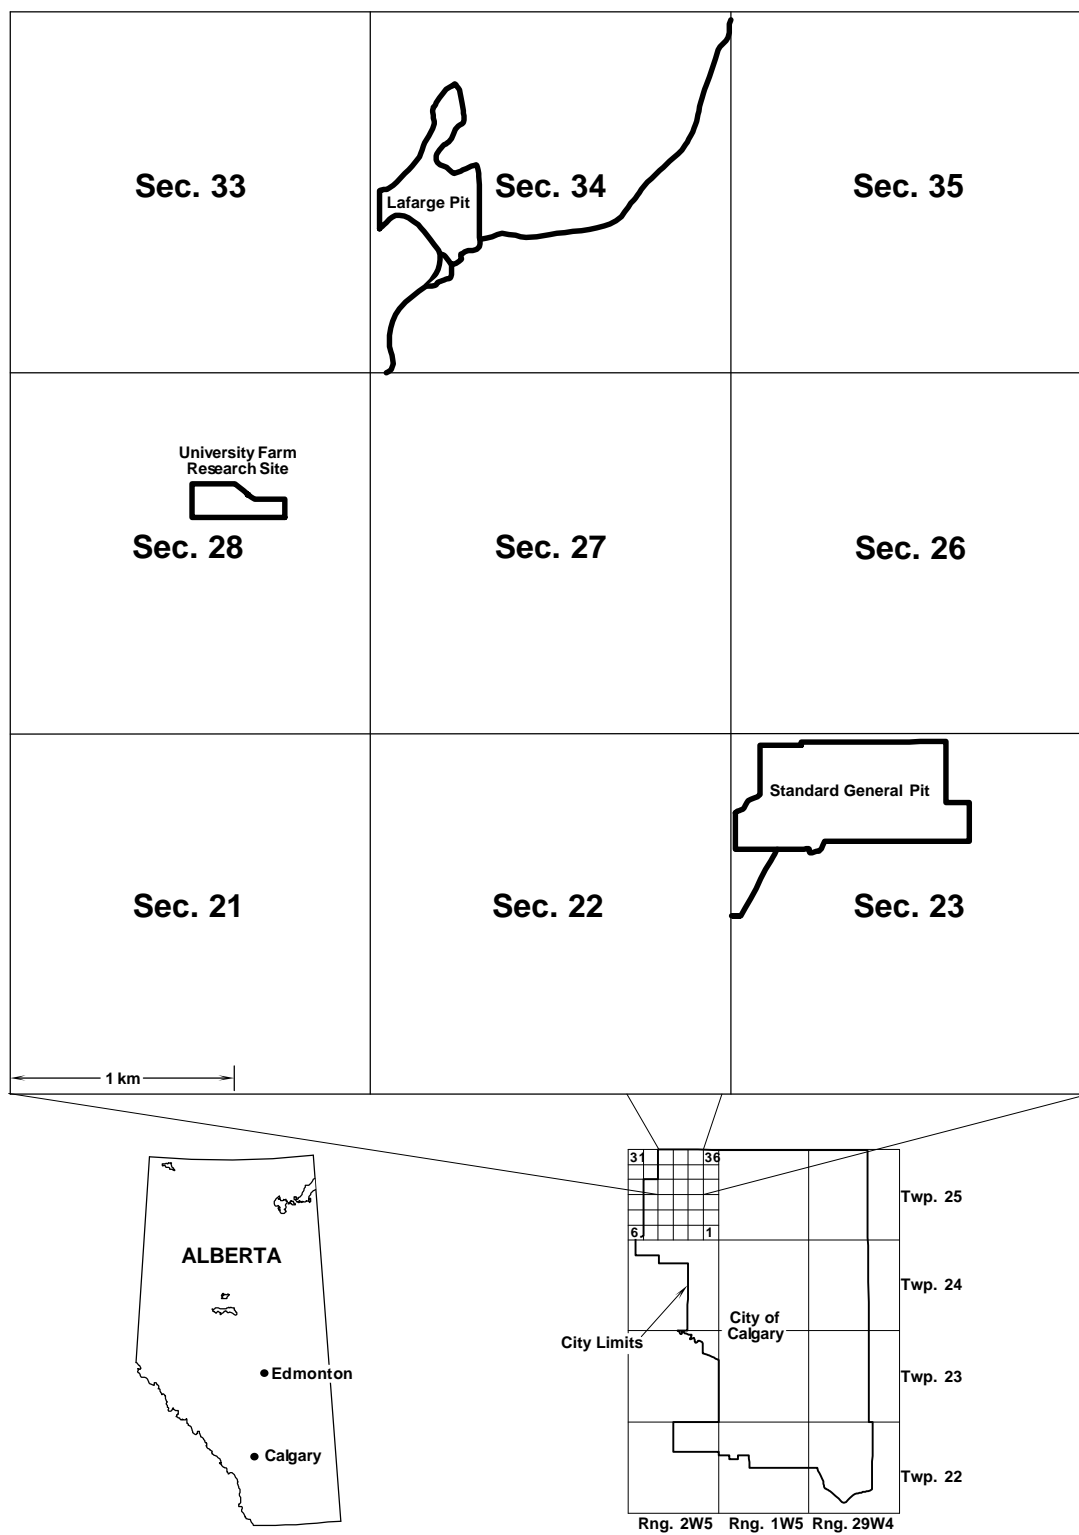 Sec. 33
Sec. 34
Sec. 35
Lafarge Pit
University Farm
Research Site
Sec. 28
Sec. 27
Sec. 26
Standard General Pit
Sec. 21
Sec. 22
Sec. 23
1 km
31
36
Twp. 25
6
1
ALBERTA
Twp. 24
City of
Calgary
City Limits
Edmonton
Twp. 23
Calgary
Twp. 22
Rng. 2W5
Rng. 1W5
Rng. 29W4